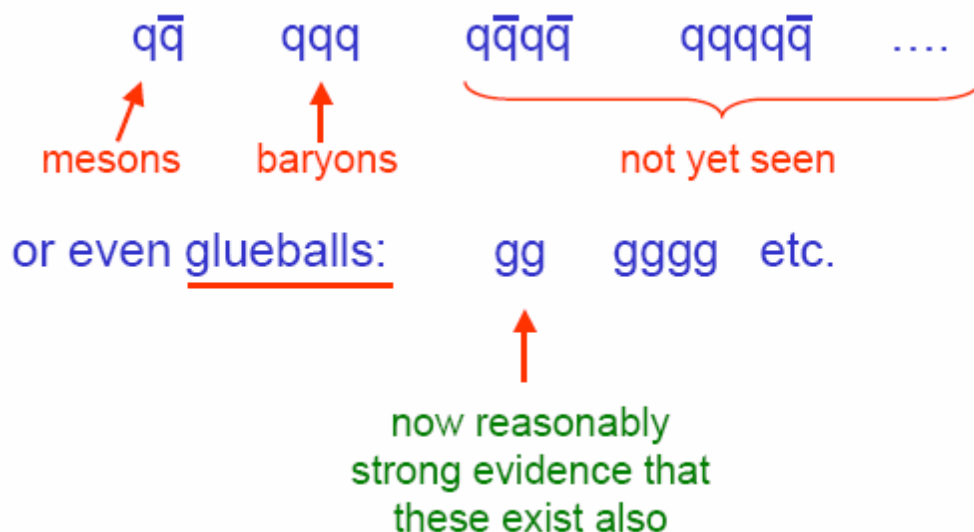 qq̅ qqq qq̅qq̅ qqqqq̅ ....
mesons baryons not yet seen
or even glueballs: gg gggg etc.
now reasonably
strong evidence that
these exist also